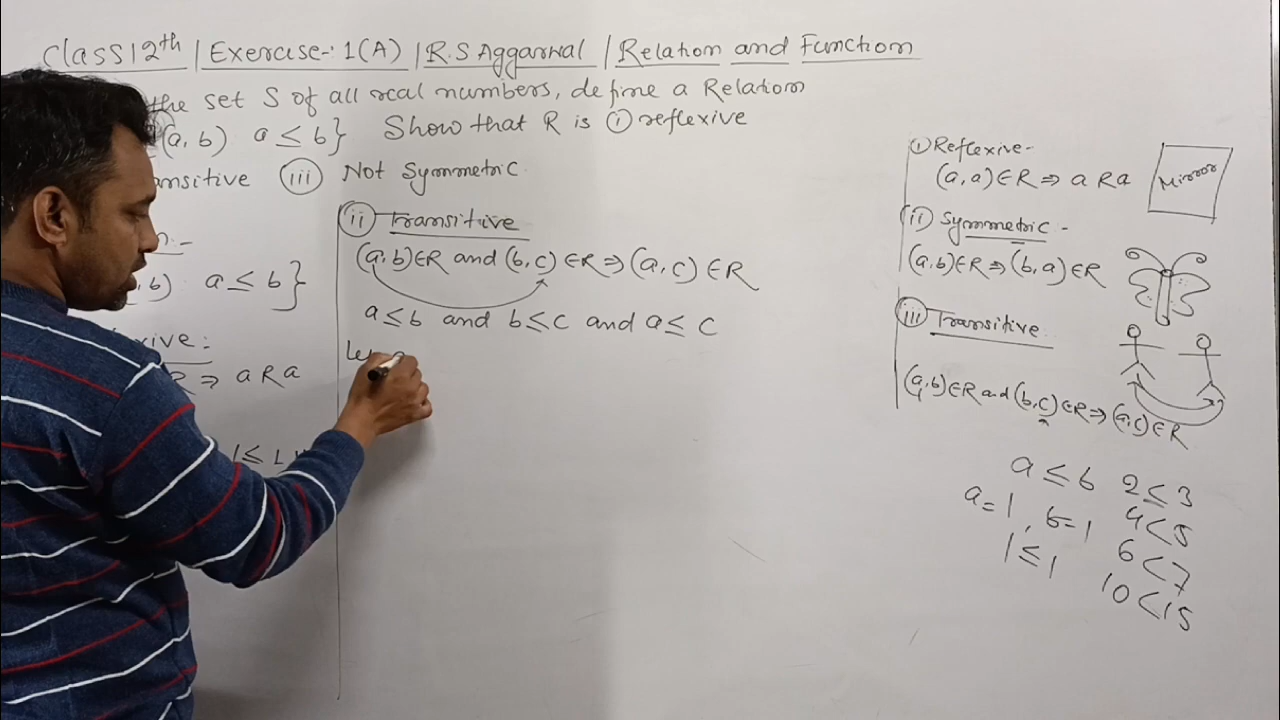 Class 12th | Exercise-: 1(A) | R.S Aggarwal | Relation and Function
the set S of all real numbers, define a Relation
(a, b) a ≤ b} Show that R is (i) reflexive
ansitive (iii) Not Symmetric
n: -
, b) a ≤ b}
xive:
R ⇒ a R a
1 ≤ 1
(ii) Transitive
(a, b) ∈ R and (b, c) ∈ R ⇒ (a, c) ∈ R
a ≤ b and b ≤ c and a ≤ c
(i) Reflexive-
(a, a) ∈ R ⇒ a R a
Mirror
(ii) Symmetric -
(a, b) ∈ R ⇒ (b, a) ∈ R
(iii) Transitive
(a, b) ∈ R and (b, c) ∈ R ⇒ (a, c) ∈ R
a ≤ b 2 ≤ 3
a = 1, b = 1 4 < 5
1 ≤ 1 6 < 7
10 < 15